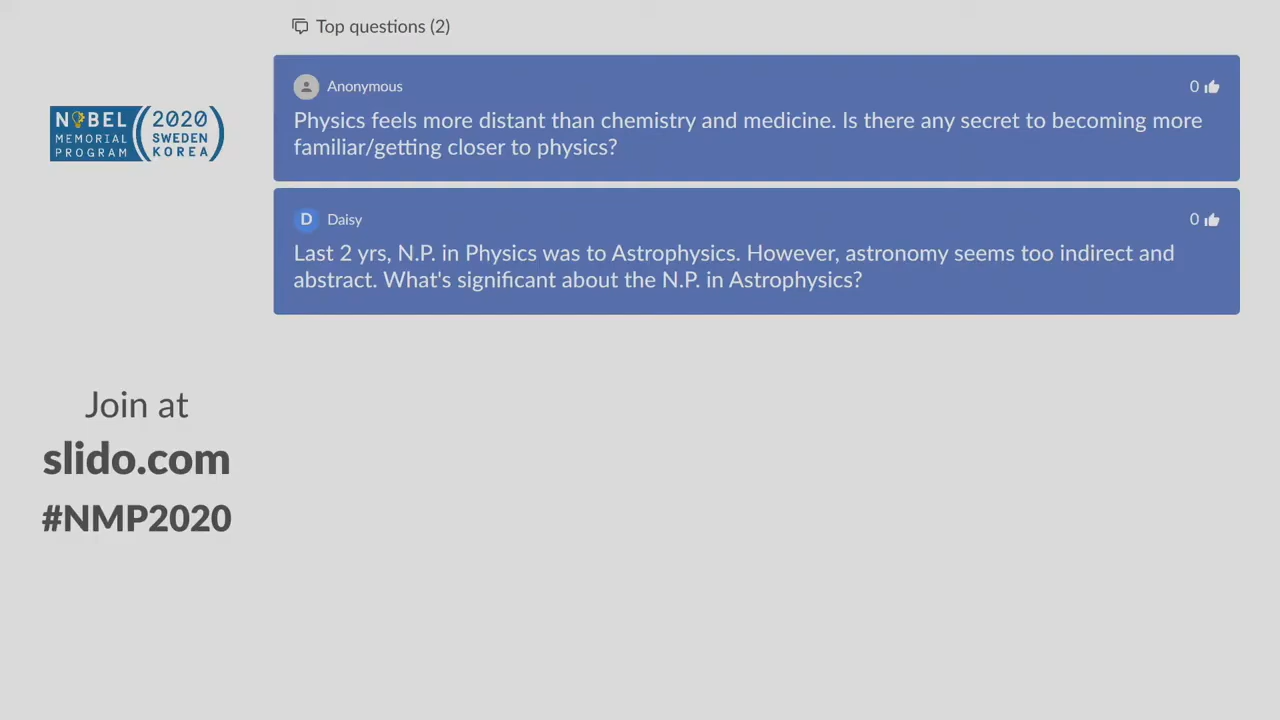 Top questions (2)
Anonymous
0
Physics feels more distant than chemistry and medicine. Is there any secret to becoming more
familiar/getting closer to physics?
NOBEL
MEMORIAL
PROGRAM
2020
SWEDEN
KOREA
D
Daisy
0
Last 2 yrs, N.P. in Physics was to Astrophysics. However, astronomy seems too indirect and
abstract. What's significant about the N.P. in Astrophysics?
Join at
slido.com
#NMP2020